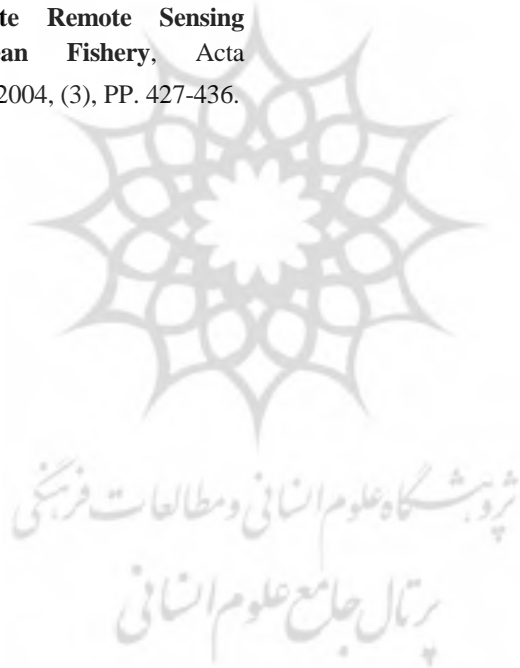 te Remote Sensing
ean Fishery, Acta
2004, (3), PP. 427-436.
پژوهشگاه علوم انسانی و مطالعات فرهنگی
پرتال جامع علوم انسانی